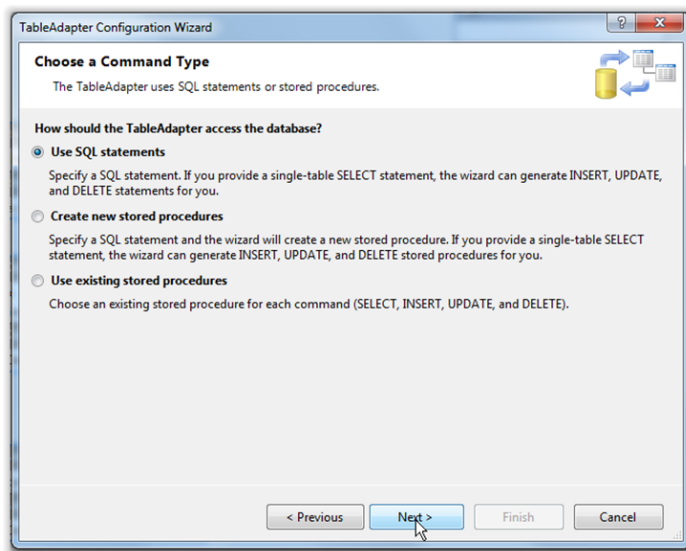 TableAdapter Configuration Wizard
Choose a Command Type
The TableAdapter uses SQL statements or stored procedures.
How should the TableAdapter access the database?
Use SQL statements
Specify a SQL statement. If you provide a single-table SELECT statement, the wizard can generate INSERT, UPDATE,
and DELETE statements for you.
Create new stored procedures
Specify a SQL statement and the wizard will create a new stored procedure. If you provide a single-table SELECT
statement, the wizard can generate INSERT, UPDATE, and DELETE stored procedures for you.
Use existing stored procedures
Choose an existing stored procedure for each command (SELECT, INSERT, UPDATE, and DELETE).
< Previous Next > Finish Cancel